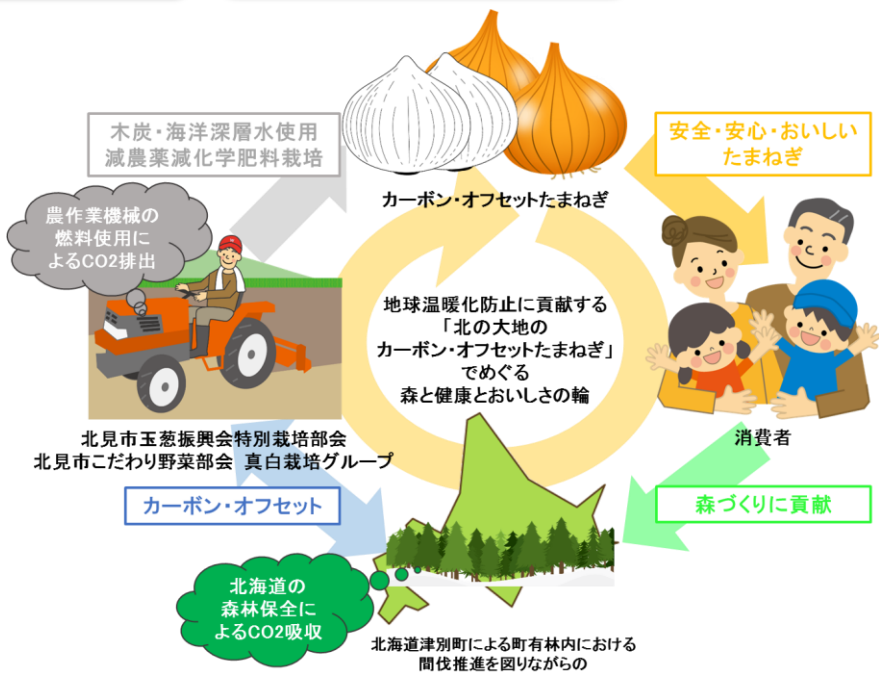 木炭・海洋深層水使用
減農薬減化学肥料栽培
安全・安心・おいしい
たまねぎ
カーボン・オフセットたまねぎ
農作業機械の
燃料使用に
よるCO2排出
地球温暖化防止に貢献する
「北の大地の
カーボン・オフセットたまねぎ」
でめぐる
森と健康とおいしさの輪
北見市玉葱振興会特別栽培部会
北見市こだわり野菜部会 真白栽培グループ
消費者
カーボン・オフセット
森づくりに貢献
北海道の
森林保全に
よるCO2吸収
北海道津別町による町有林内における
間伐推進を図りながらの